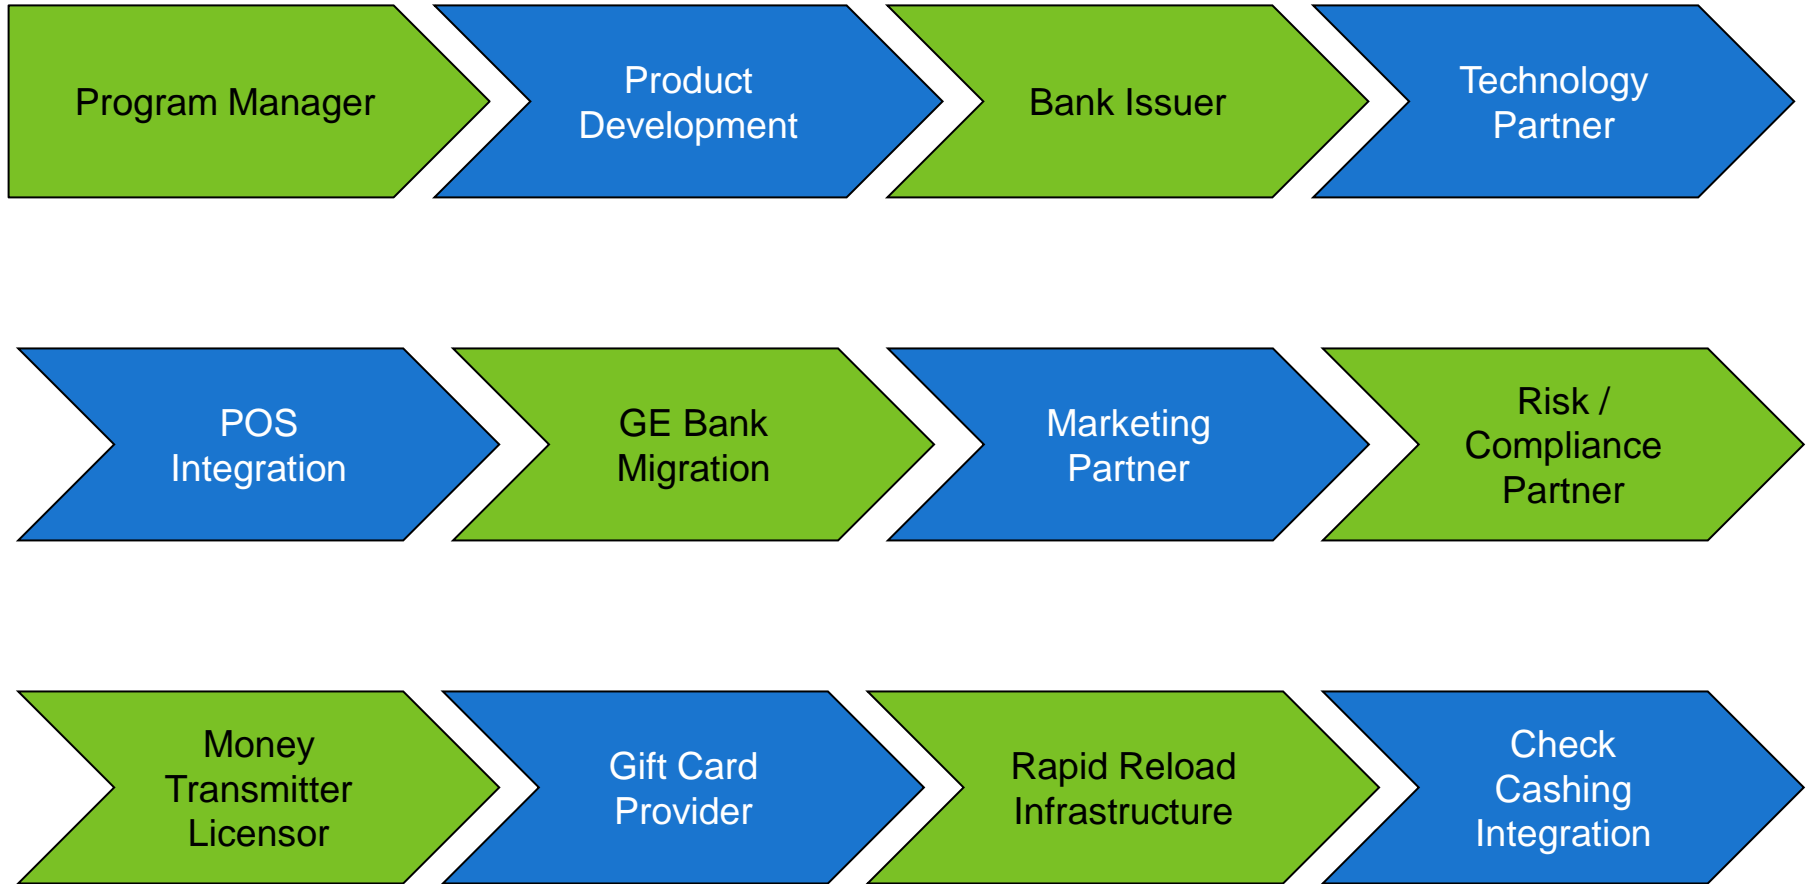 Program Manager
Product
Development
Bank Issuer
Technology
Partner
POS
Integration
GE Bank
Migration
Marketing
Partner
Risk /
Compliance
Partner
Money
Transmitter
Licensor
Gift Card
Provider
Rapid Reload
Infrastructure
Check
Cashing
Integration